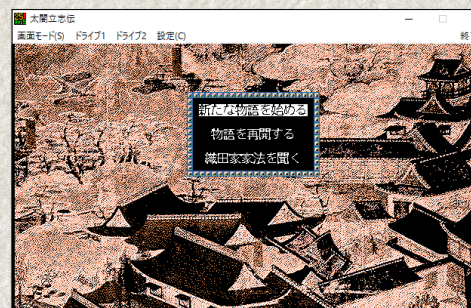 太閤立志伝
画面モード(S) ドライブ1 ドライブ2 設定(C) 終了
新たな物語を始める
物語を再開する
織田家家法を聞く